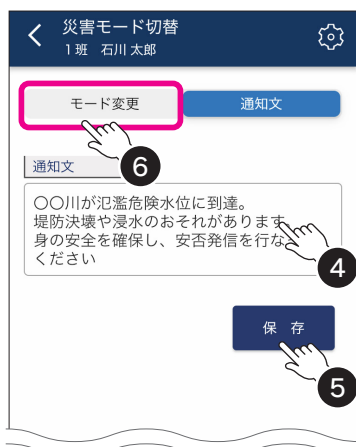 災害モード切替
1班 石川 太郎
モード変更
通知文
6
通知文
〇〇川が氾濫危険水位に到達。
堤防決壊や浸水のおそれがあります
身の安全を確保し、安否発信を行な
ください
4
保 存
5